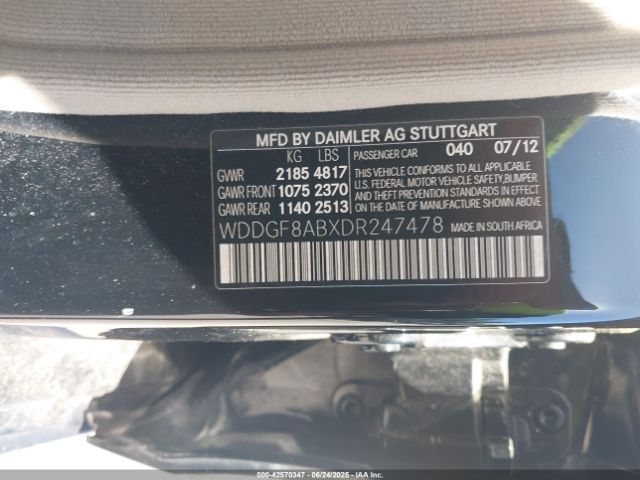 MFD BY DAIMLER AG STUTTGART
KG LBS
GVWR 2185 4817
GAWR FRONT 1075 2370
GAWR REAR 1140 2513
PASSENGER CAR 040 07/12
THIS VEHICLE CONFORMS TO ALL APPLICABLE
U.S. FEDERAL MOTOR VEHICLE SAFETY,BUMPER
AND THEFT PREVENTION STANDARDS IN EFFECT
ON THE DATE OF MANUFACTURE SHOWN ABOVE
WDDGF8ABXDR247478 MADE IN SOUTH AFRICA
000-42570347 - 06/24/2025 - IAAI.COM